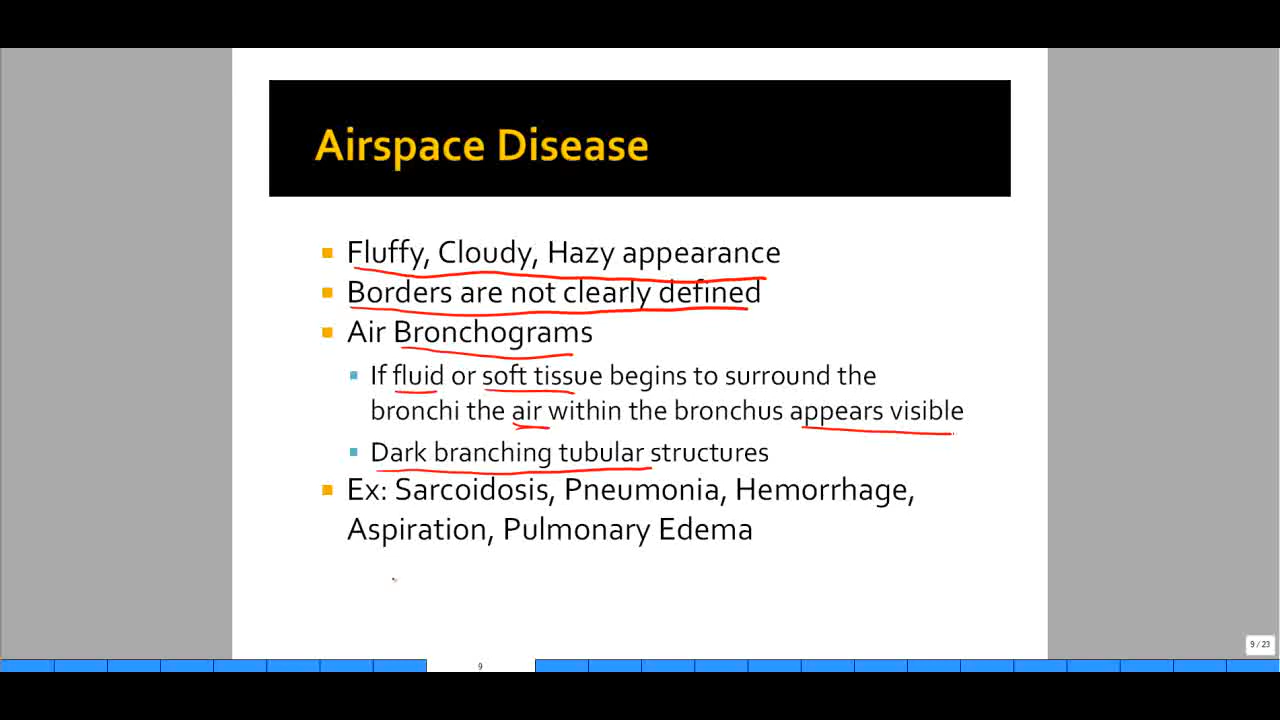 Airspace Disease
Fluffy, Cloudy, Hazy appearance
Borders are not clearly defined
Air Bronchograms
If fluid or soft tissue begins to surround the
bronchi the air within the bronchus appears visible
Dark branching tubular structures
Ex: Sarcoidosis, Pneumonia, Hemorrhage,
Aspiration, Pulmonary Edema
9 / 23
9